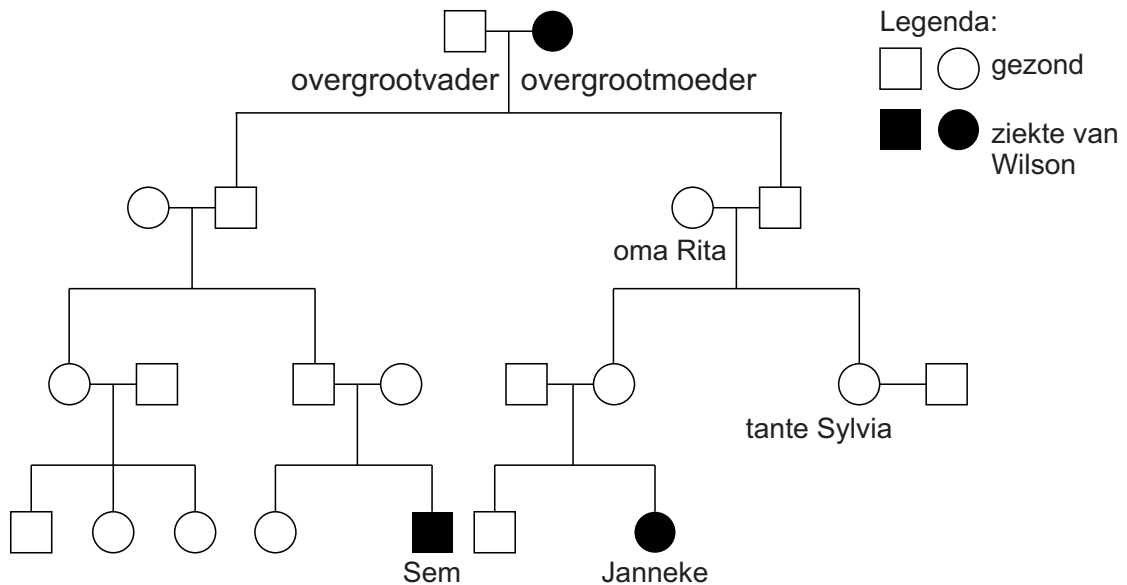 Legenda:
gezond
overgrootvader overgrootmoeder
ziekte van
Wilson
oma Rita
tante Sylvia
Sem Janneke